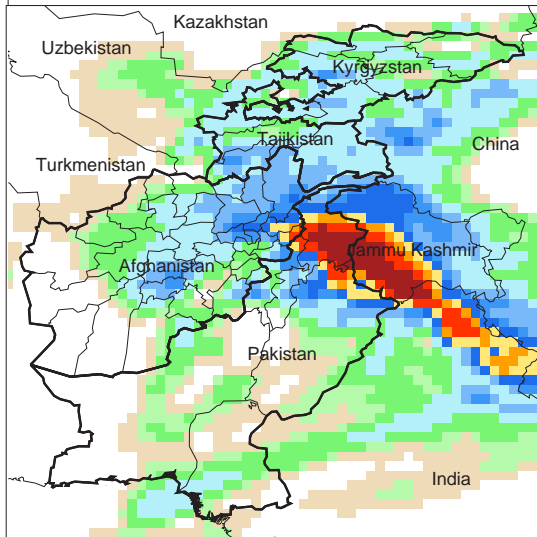 Kazakhstan
Uzbekistan
Kyrgyzstan
Tajikistan
China
Turkmenistan
Jammu Kashmir
Afghanistan
Pakistan
India